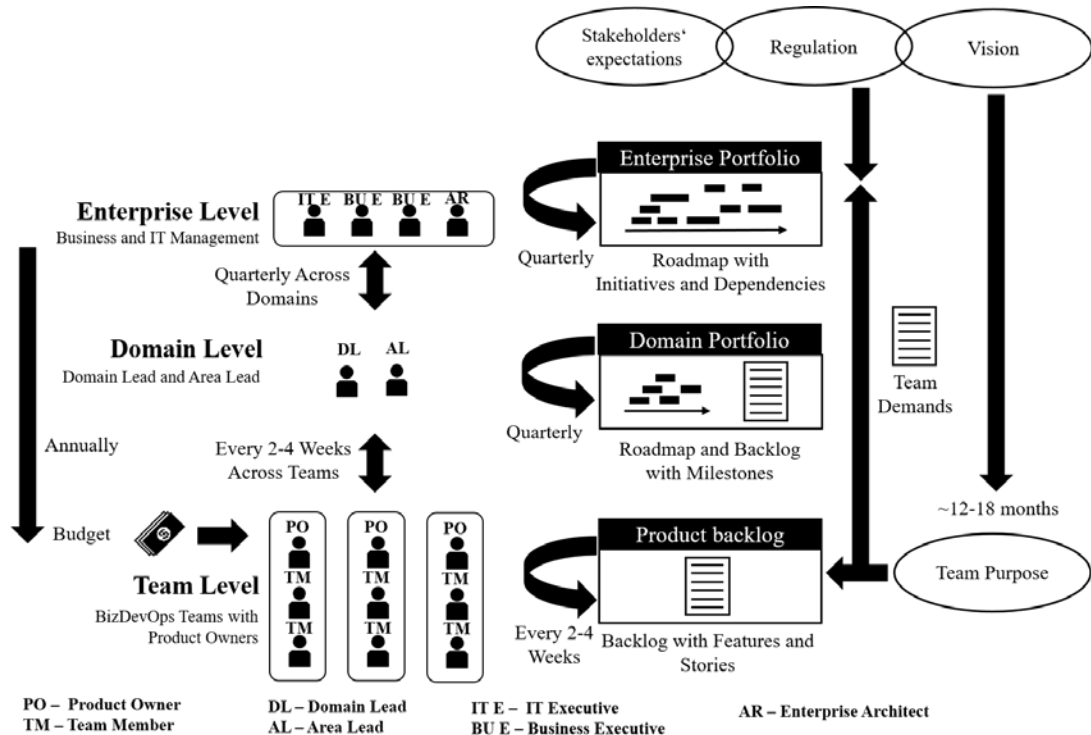 Stakeholders‘
expectations
Regulation
Vision
Enterprise Portfolio
IT E BU E BU E AR
Enterprise Level
Business and IT Management
Quarterly
Roadmap with
Initiatives and Dependencies
Quarterly Across
Domains
Domain Level
Domain Lead and Area Lead
DL AL
Domain Portfolio
Quarterly
Roadmap and Backlog
with Milestones
Team
Demands
Annually
Every 2-4 Weeks
Across Teams
~12-18 months
Budget
PO PO PO
TM TM TM
TM TM TM
Team Level
BizDevOps Teams with
Product Owners
Product backlog
Every 2-4
Weeks
Backlog with Features and
Stories
Team Purpose
PO – Product Owner
TM – Team Member
DL – Domain Lead
AL – Area Lead
IT E – IT Executive
BU E – Business Executive
AR – Enterprise Architect